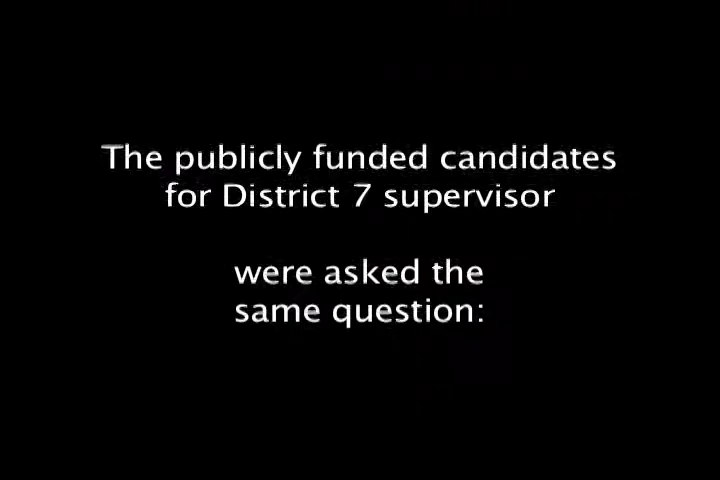 The publicly funded candidates
for District 7 supervisor
were asked the
same question: